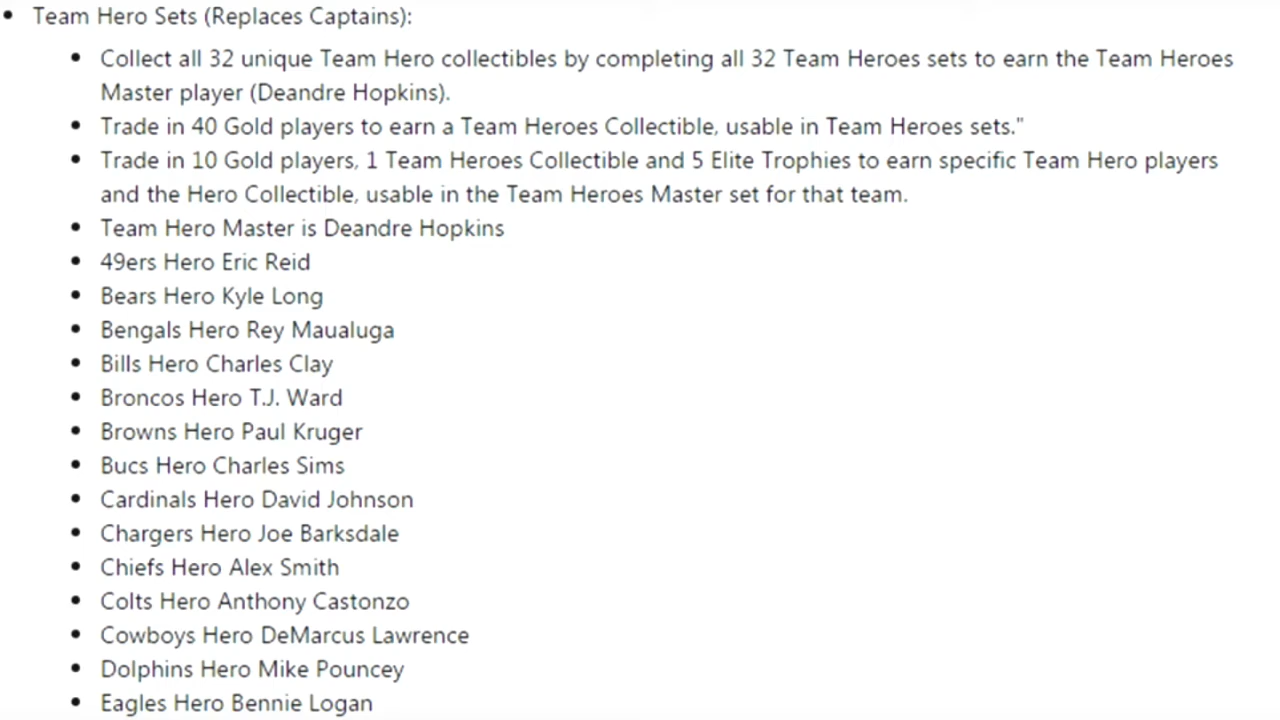 Team Hero Sets (Replaces Captains):
Collect all 32 unique Team Hero collectibles by completing all 32 Team Heroes sets to earn the Team Heroes
Master player (Deandre Hopkins).
Trade in 40 Gold players to earn a Team Heroes Collectible, usable in Team Heroes sets."
Trade in 10 Gold players, 1 Team Heroes Collectible and 5 Elite Trophies to earn specific Team Hero players
and the Hero Collectible, usable in the Team Heroes Master set for that team.
Team Hero Master is Deandre Hopkins
49ers Hero Eric Reid
Bears Hero Kyle Long
Bengals Hero Rey Maualuga
Bills Hero Charles Clay
Broncos Hero T.J. Ward
Browns Hero Paul Kruger
Bucs Hero Charles Sims
Cardinals Hero David Johnson
Chargers Hero Joe Barksdale
Chiefs Hero Alex Smith
Colts Hero Anthony Castonzo
Cowboys Hero DeMarcus Lawrence
Dolphins Hero Mike Pouncey
Eagles Hero Bennie Logan